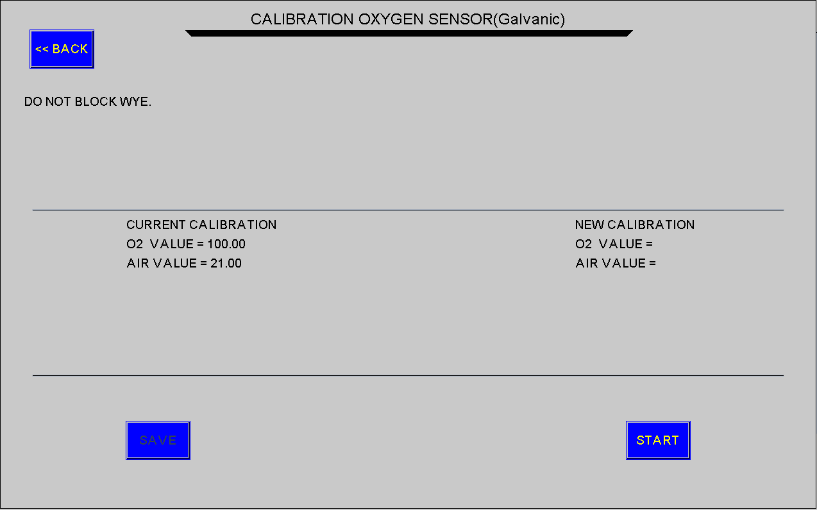 CALIBRATION OXYGEN SENSOR(Galvanic)
<< BACK
DO NOT BLOCK WYE.
CURRENT CALIBRATION
O2 VALUE = 100.00
AIR VALUE = 21.00
NEW CALIBRATION
O2 VALUE =
AIR VALUE =
SAVE
START